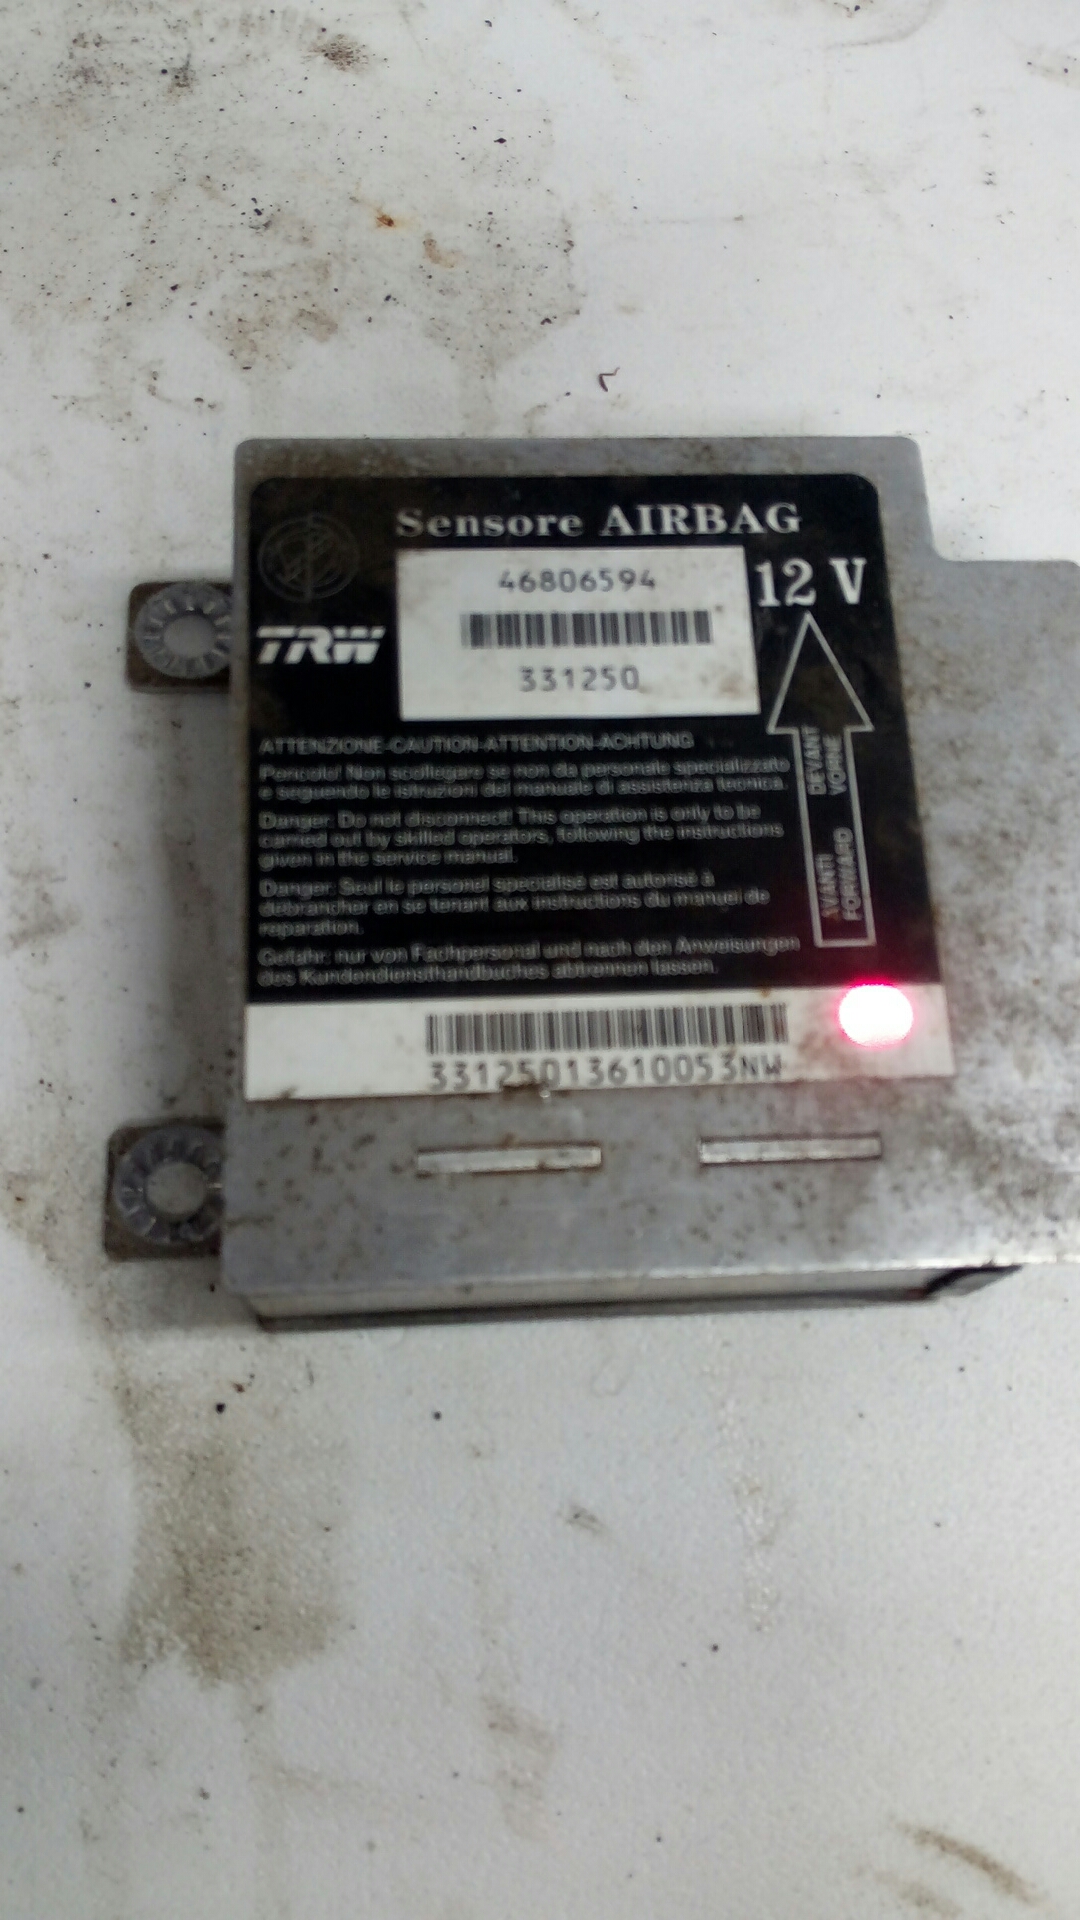 Sensore AIRBAG
46806594
12 V
TRW
331250
ATTENZIONE-CAUTION-ATTENTION-ACHTUNG
Pericolo! Non scollegare se non da personale specializzato
e seguendo le istruzioni del manuale di assistenza tecnica.
Danger: Do not disconnect! This operation is only to be
carried out by skilled operators, following the instructions
given in the service manual.
Danger: Seul le personel specialisé est autorisé à
debrancher en se tenant aux instructions du manuel de
reparation.
Gefahr: nur von Fachpersonal und nach den Anweisungen
des Kundendiensthandbuches abtrennen lassen.
DEVANT
VORNE
AVANTI
FORWARD
33125013610053NW